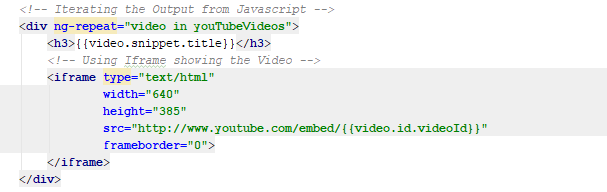 <!-- Iterating the Output from Javascript -->
<div ng-repeat="video in youTubeVideos">
<h3>{{video.snippet.title}}</h3>
<!-- Using Iframe shoving the Video -->
<iframe type="text/html"
width="640"
height="385"
src="http://www.youtube.com/embed/{{video.id.videoId}}"
frameborder="0">
</iframe>
</div>